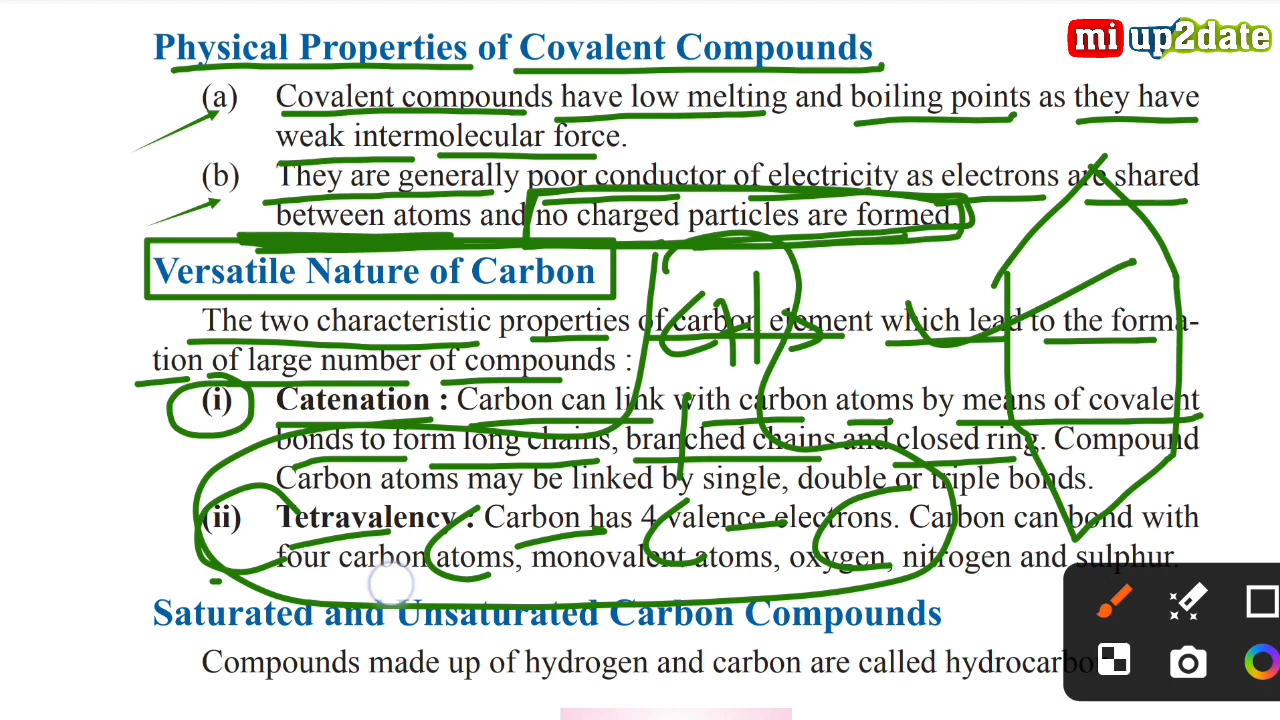 mi up2date
Physical Properties of Covalent Compounds
(a) Covalent compounds have low melting and boiling points as they have
weak intermolecular force.
(b) They are generally poor conductor of electricity as electrons are shared
between atoms and no charged particles are formed.
Versatile Nature of Carbon
The two characteristic properties of carbon element which lead to the forma-
tion of large number of compounds :
(i) Catenation : Carbon can link with carbon atoms by means of covalent
bonds to form long chains, branched chains and closed ring. Compound
Carbon atoms may be linked by single, double or triple bonds.
(ii) Tetravalency : Carbon has 4 valence electrons. Carbon can bond with
four carbon atoms, monovalent atoms, oxygen, nitrogen and sulphur.
Saturated and Unsaturated Carbon Compounds
Compounds made up of hydrogen and carbon are called